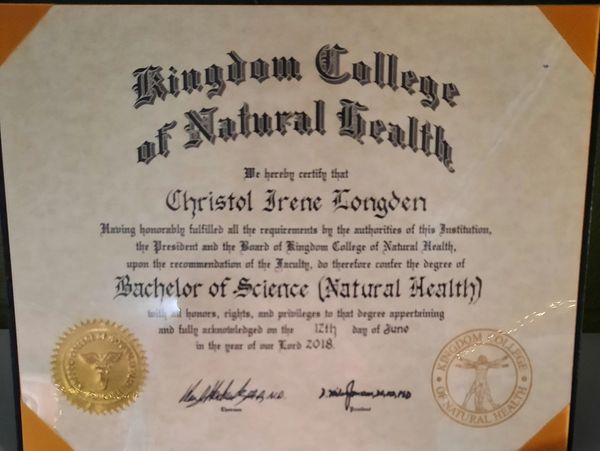 Kingdom College
of Natural Health
We hereby certify that
Christol Irene Longden
Having honorably fulfilled all the requirements by the authorities of this Institution,
the President and the Board of Kingdom College of Natural Health,
upon the recommendation of the Faculty, do therefore confer the degree of
Bachelor of Science (Natural Health)
with all honors, rights, and privileges to that degree appertaining
and fully acknowledged on the 12th day of June
in the year of our Lord 2018.
KINGDOM COLLEGE
OF NATURAL HEALTH
Chairman
President